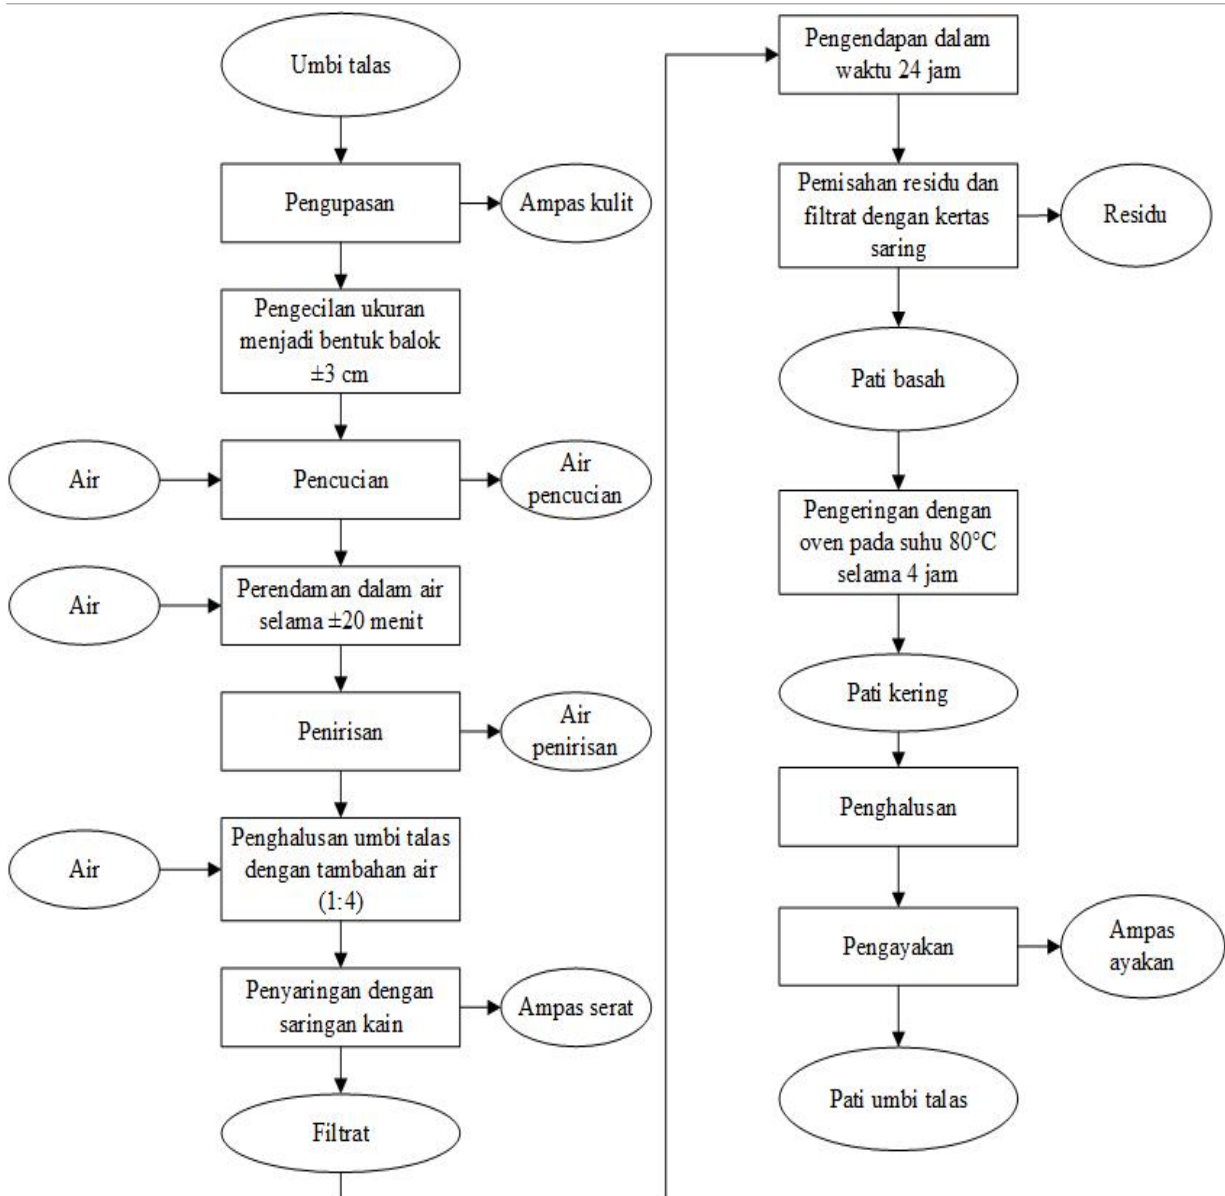 Umbi talas
Pengupasan
Ampas kulit
Pengecilan ukuran
menjadi bentuk balok
±3 cm
Air
Pencucian
Air
pencucian
Air
Perendaman dalam air
selama ±20 menit
Penirisan
Air
penirisan
Air
Penghalusan umbi talas
dengan tambahan air
(1:4)
Penyaringan dengan
saringan kain
Ampas serat
Filtrat
Pengendapan dalam
waktu 24 jam
Pemisahan residu dan
filtrat dengan kertas
saring
Residu
Pati basah
Pengeringan dengan
oven pada suhu 80°C
selama 4 jam
Pati kering
Penghalusan
Pengayakan
Ampas
ayakan
Pati umbi talas